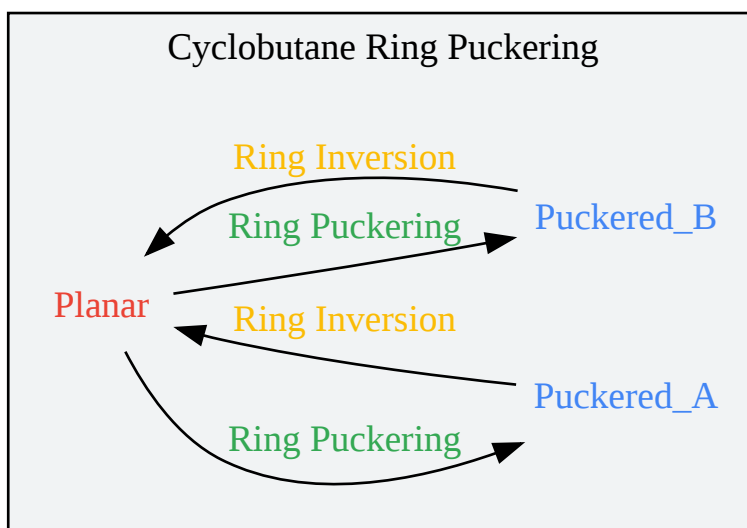 Cyclobutane Ring Puckering
Ring Inversion
Puckered_B
Ring Puckering
Planar
Ring Inversion
Puckered_A
Ring Puckering